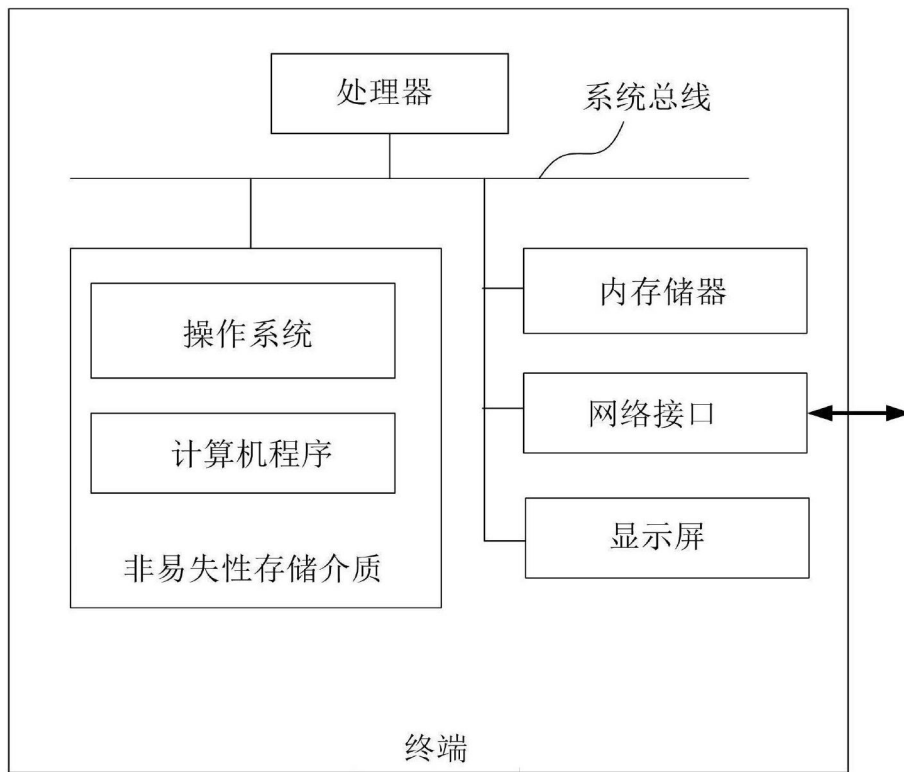 处理器
系统总线
操作系统
计算机程序
非易失性存储介质
内存储器
网络接口
显示屏
终端